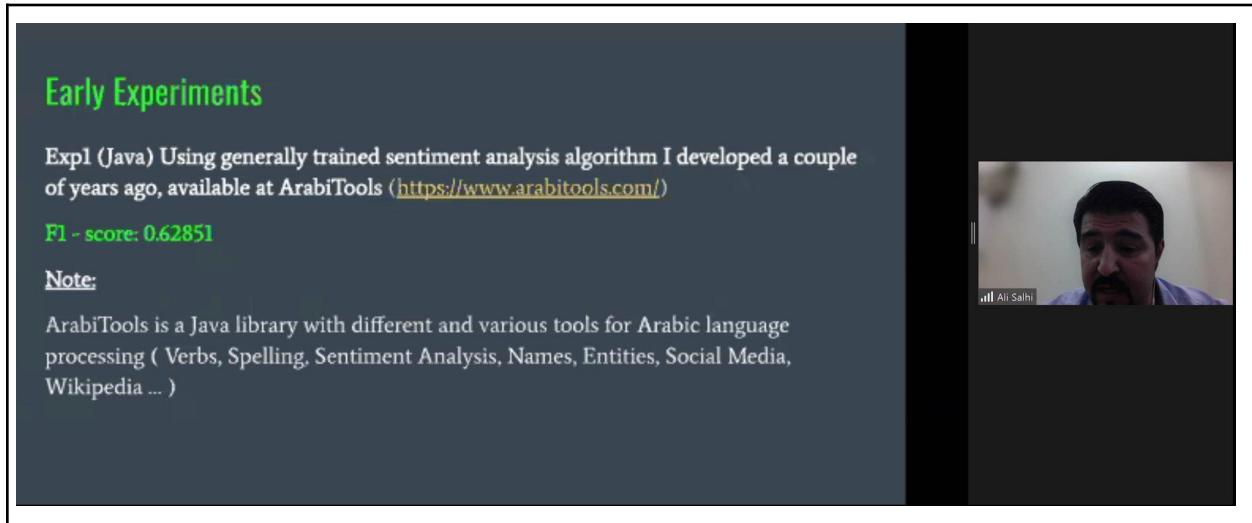 Early Experiments
Exp1 (Java) Using generally trained sentiment analysis algorithm I developed a couple
of years ago, available at ArabiTools (https://www.arabitools.com/)
F1 - score: 0.62851
Note:
ArabiTools is a Java library with different and various tools for Arabic language
processing ( Verbs, Spelling, Sentiment Analysis, Names, Entities, Social Media,
Wikipedia ... )
Ali Salhi